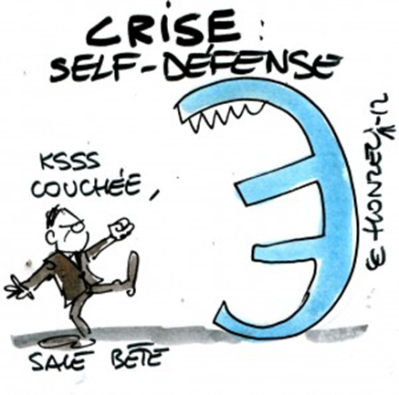 CRISE :
SELF-DÉFENSE
KSSS
COUCHÉE,
SALE BÊTE